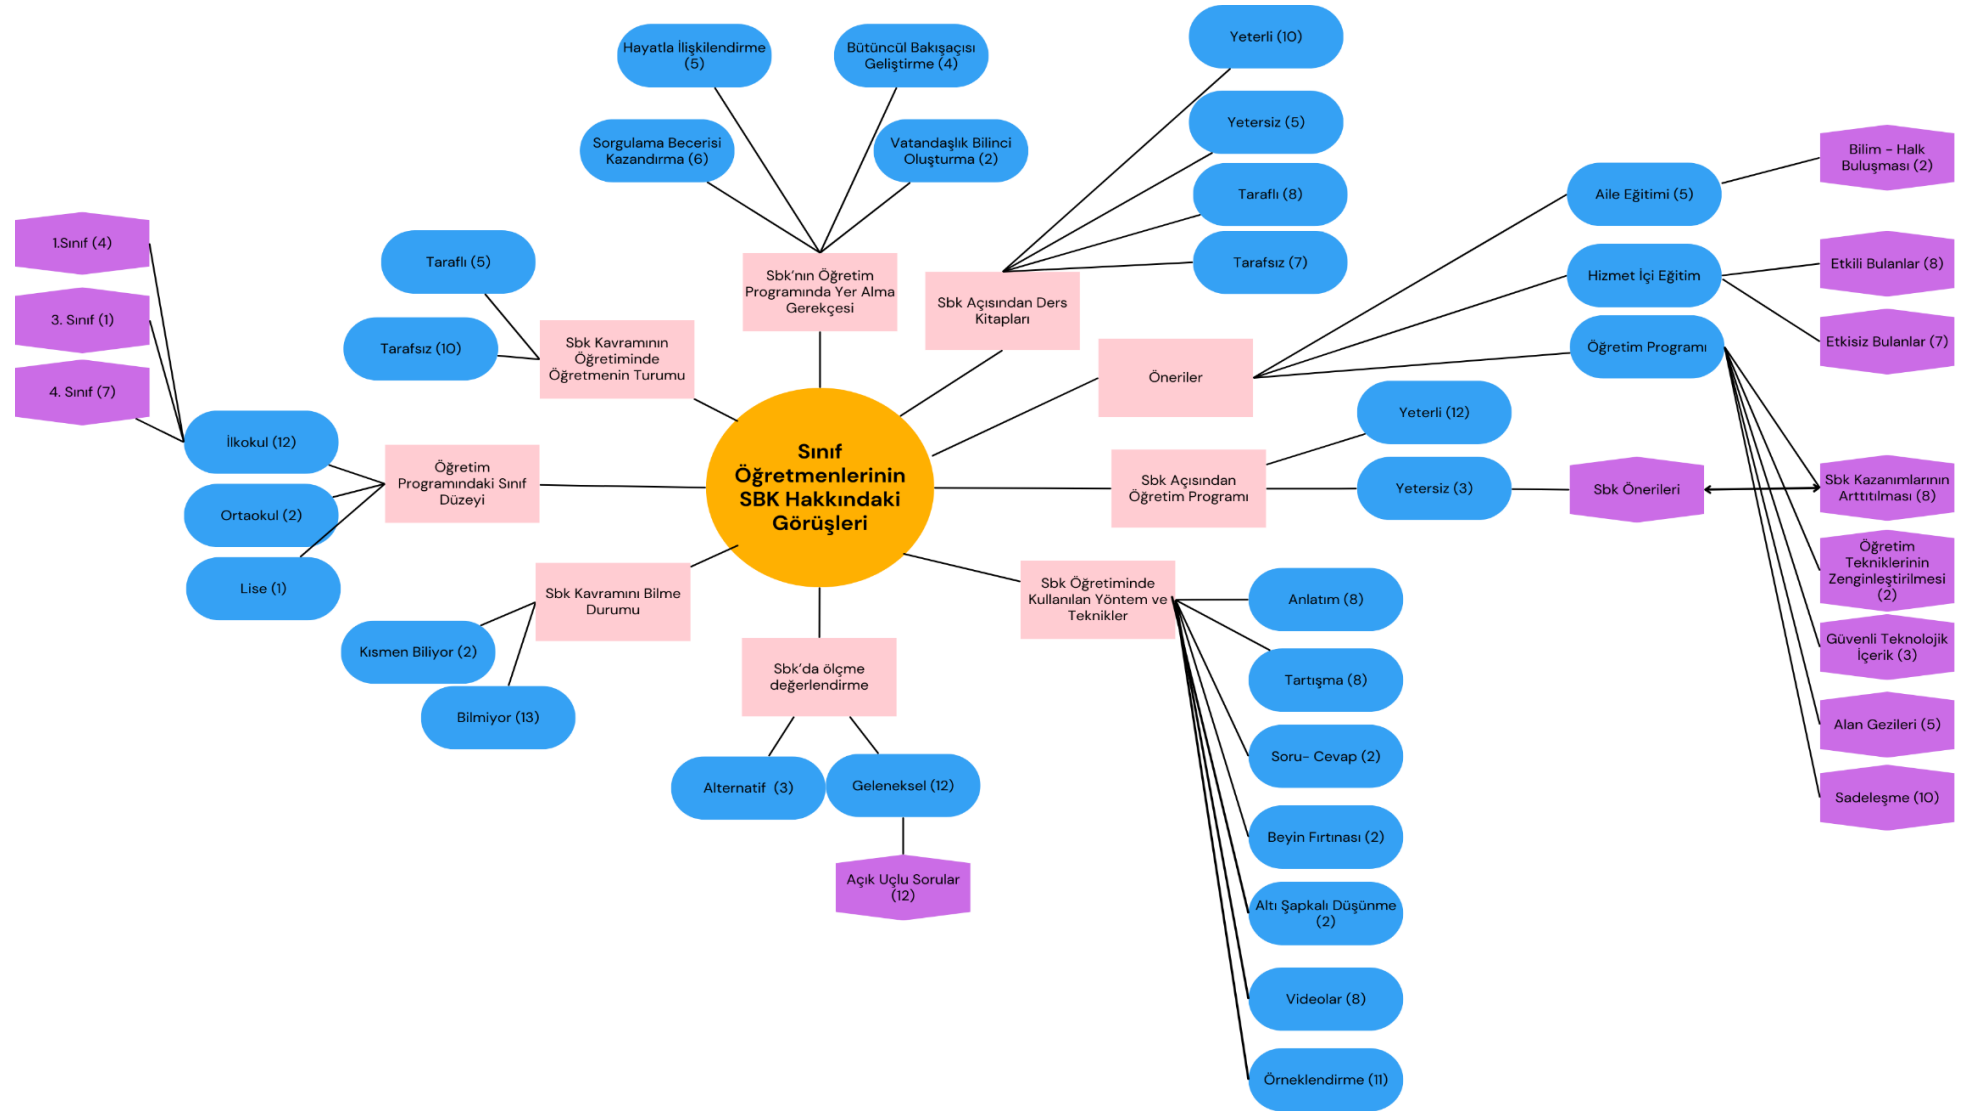 Sınıf
Öğretmenlerinin
SBK Hakkındaki
Görüşleri
Sbk'nın Öğretim
Programında Yer Alma
Gerekçesi
Hayatla İlişkilendirme
(5)
Bütüncül Bakışaçısı
Geliştirme (4)
Sorgulama Becerisi
Kazandırma (6)
Vatandaşlık Bilinci
Oluşturma (2)
Sbk Açısından Ders
Kitapları
Yeterli (10)
Yetersiz (5)
Taraflı (8)
Tarafsız (7)
Öneriler
Aile Eğitimi (5)
Bilim - Halk
Buluşması (2)
Hizmet İçi Eğitim
Etkili Bulanlar (8)
Etkisiz Bulanlar (7)
Öğretim Programı
Sbk Kazanımlarının
Arttıtılması (8)
Öğretim
Tekniklerinin
Zenginleştirilmesi
(2)
Güvenli Teknolojik
İçerik (3)
Alan Gezileri (5)
Sadeleşme (10)
Sbk Açısından
Öğretim Programı
Yeterli (12)
Yetersiz (3)
Sbk Önerileri
Sbk Öğretiminde
Kullanılan Yöntem ve
Teknikler
Anlatım (8)
Tartışma (8)
Soru- Cevap (2)
Beyin Fırtınası (2)
Altı Şapkalı Düşünme
(2)
Videolar (8)
Örneklendirme (11)
Sbk'da ölçme
değerlendirme
Alternatif (3)
Geleneksel (12)
Açık Uçlu Sorular
(12)
Sbk Kavramını Bilme
Durumu
Kısmen Biliyor (2)
Bilmiyor (13)
Öğretim
Programındaki Sınıf
Düzeyi
İlkokul (12)
Ortaokul (2)
Lise (1)
1.Sınıf (4)
3. Sınıf (1)
4. Sınıf (7)
Sbk Kavramının
Öğretiminde
Öğretmenin Turumu
Taraflı (5)
Tarafsız (10)